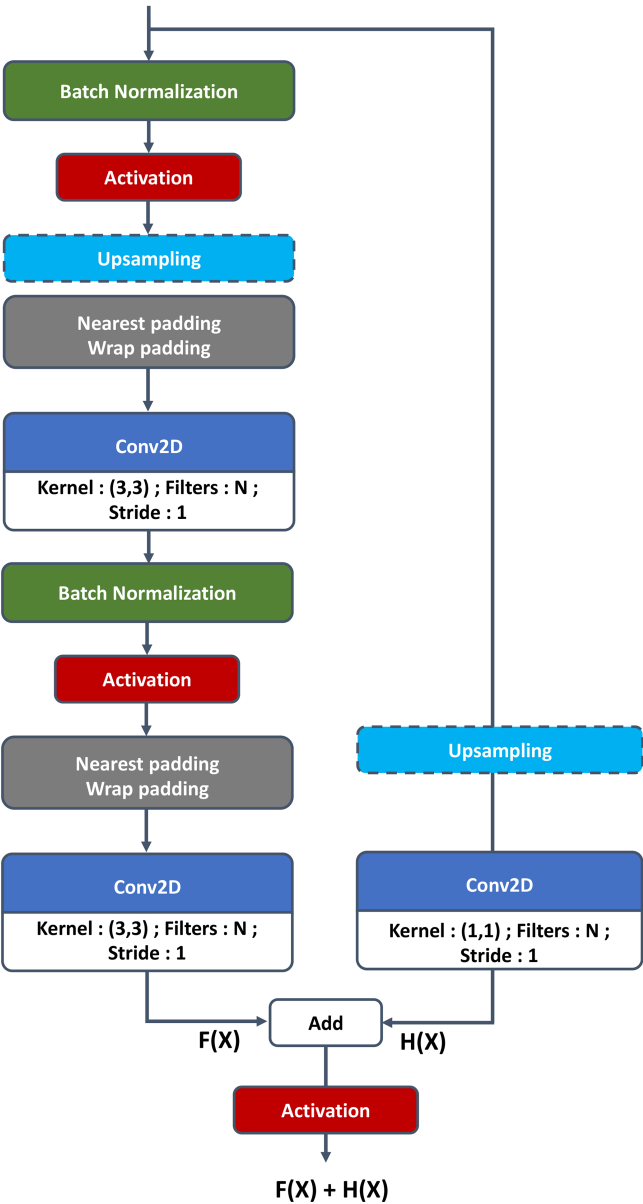 Batch Normalization
Activation
Upsampling
Nearest padding
Wrap padding
Conv2D
Kernel : (3,3) ; Filters : N ;
Stride : 1
Batch Normalization
Activation
Nearest padding
Wrap padding
Conv2D
Kernel : (3,3) ; Filters : N ;
Stride : 1
Upsampling
Conv2D
Kernel : (1,1) ; Filters : N ;
Stride : 1
F(X)
Add
H(X)
Activation
F(X) + H(X)